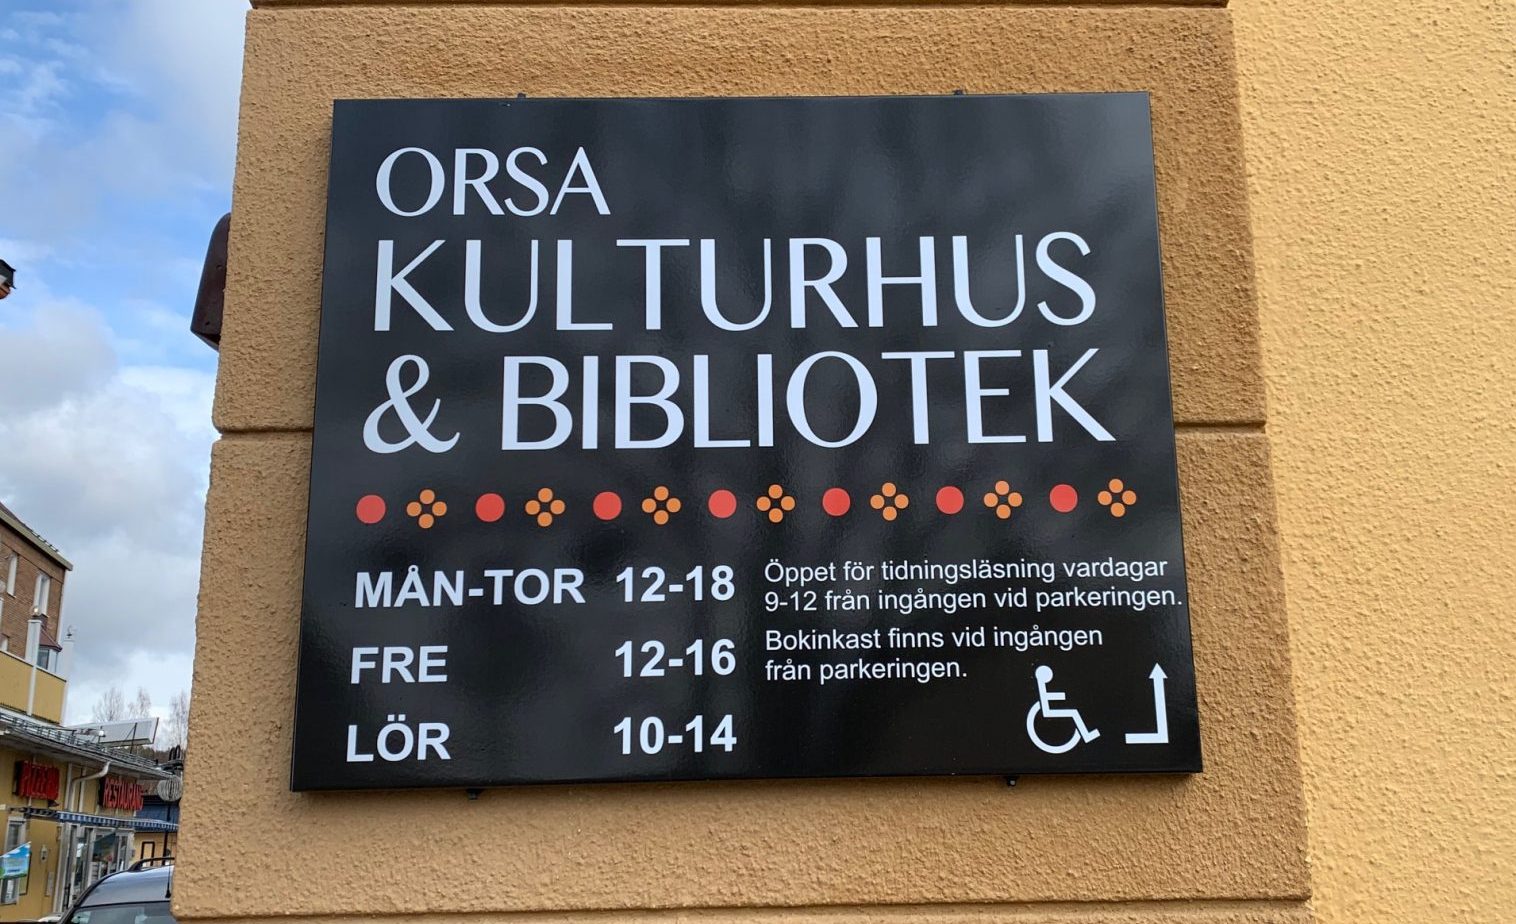 ORSA
KULTURHUS
& BIBLIOTEK
MÅN-TOR 12-18
FRE 12-16
LÖR 10-14
Öppet för tidningsläsning vardagar
9-12 från ingången vid parkeringen.
Bokinkast finns vid ingången
från parkeringen.
RESTAURANG